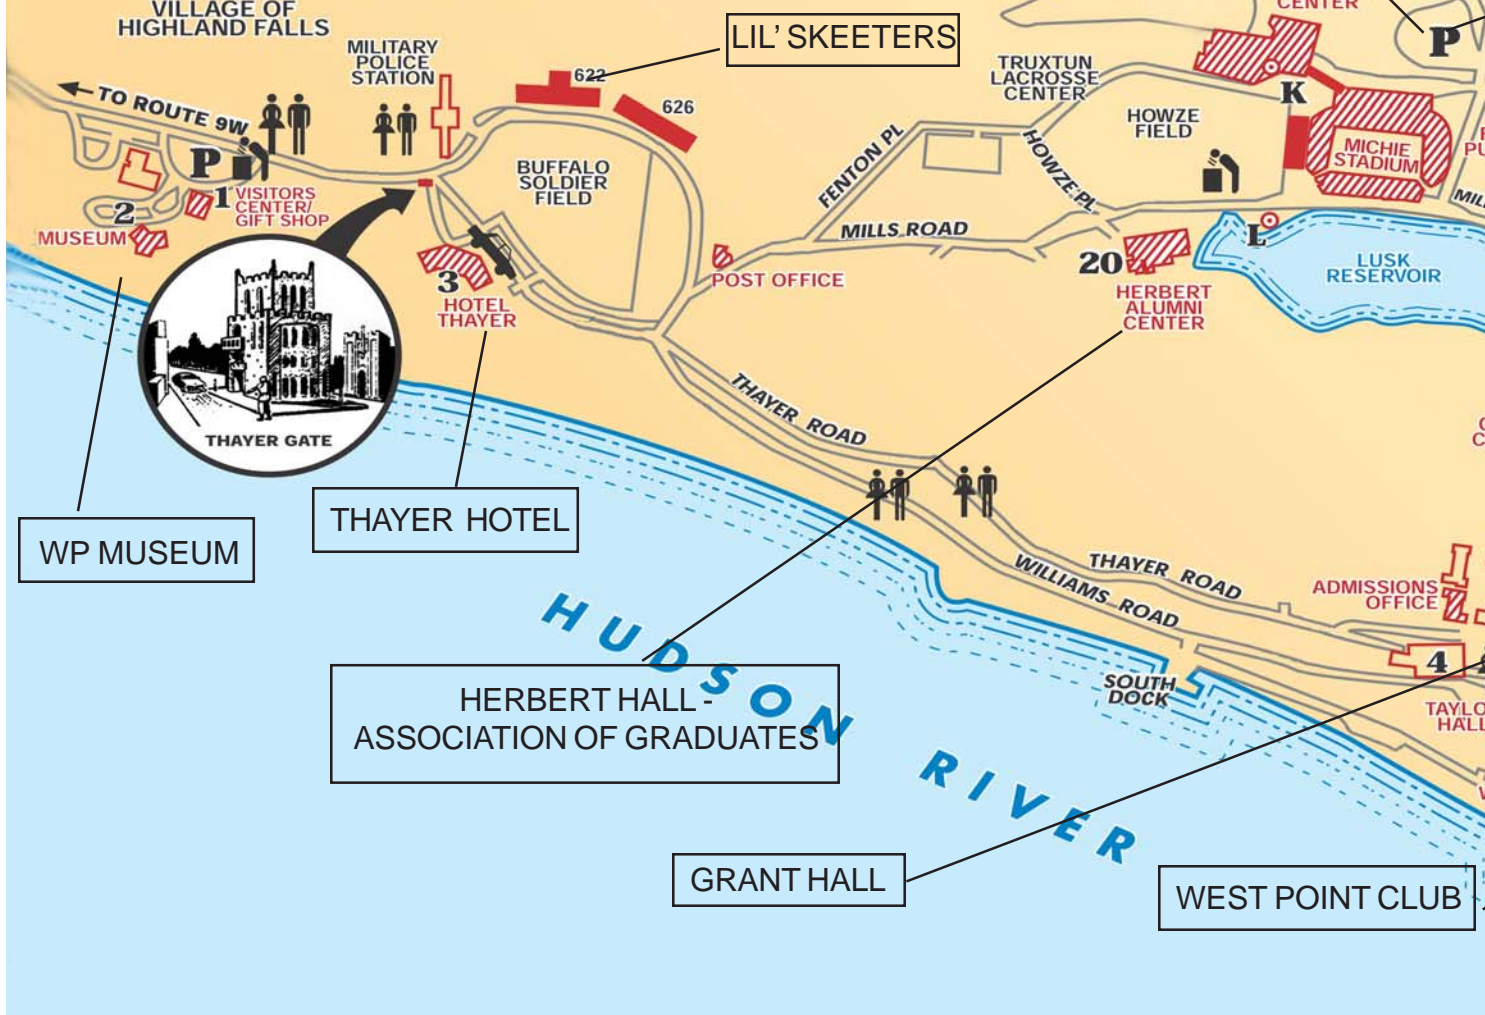 VILLAGE OF
HIGHLAND FALLS
MILITARY
POLICE
STATION
LIL' SKEETERS
622
626
CENTER
P
TRUXTUN
LACROSSE
CENTER
K
HOWZE
FIELD
MICHIE
STADIUM
TO ROUTE 9W
P
1
VISITORS
CENTER/
GIFT SHOP
2
MUSEUM
BUFFALO
SOLDIER
FIELD
FENTON PL
HOWZE PL
MILLS ROAD
L
LUSK
RESERVOIR
20
HERBERT
ALUMNI
CENTER
POST OFFICE
3
HOTEL
THAYER
THAYER GATE
THAYER ROAD
THAYER HOTEL
WP MUSEUM
THAYER ROAD
WILLIAMS ROAD
ADMISSIONS
OFFICE
4
HUDSON RIVER
SOUTH
DOCK
TAYLO
HALL
HERBERT HALL -
ASSOCIATION OF GRADUATES
GRANT HALL
WEST POINT CLUB